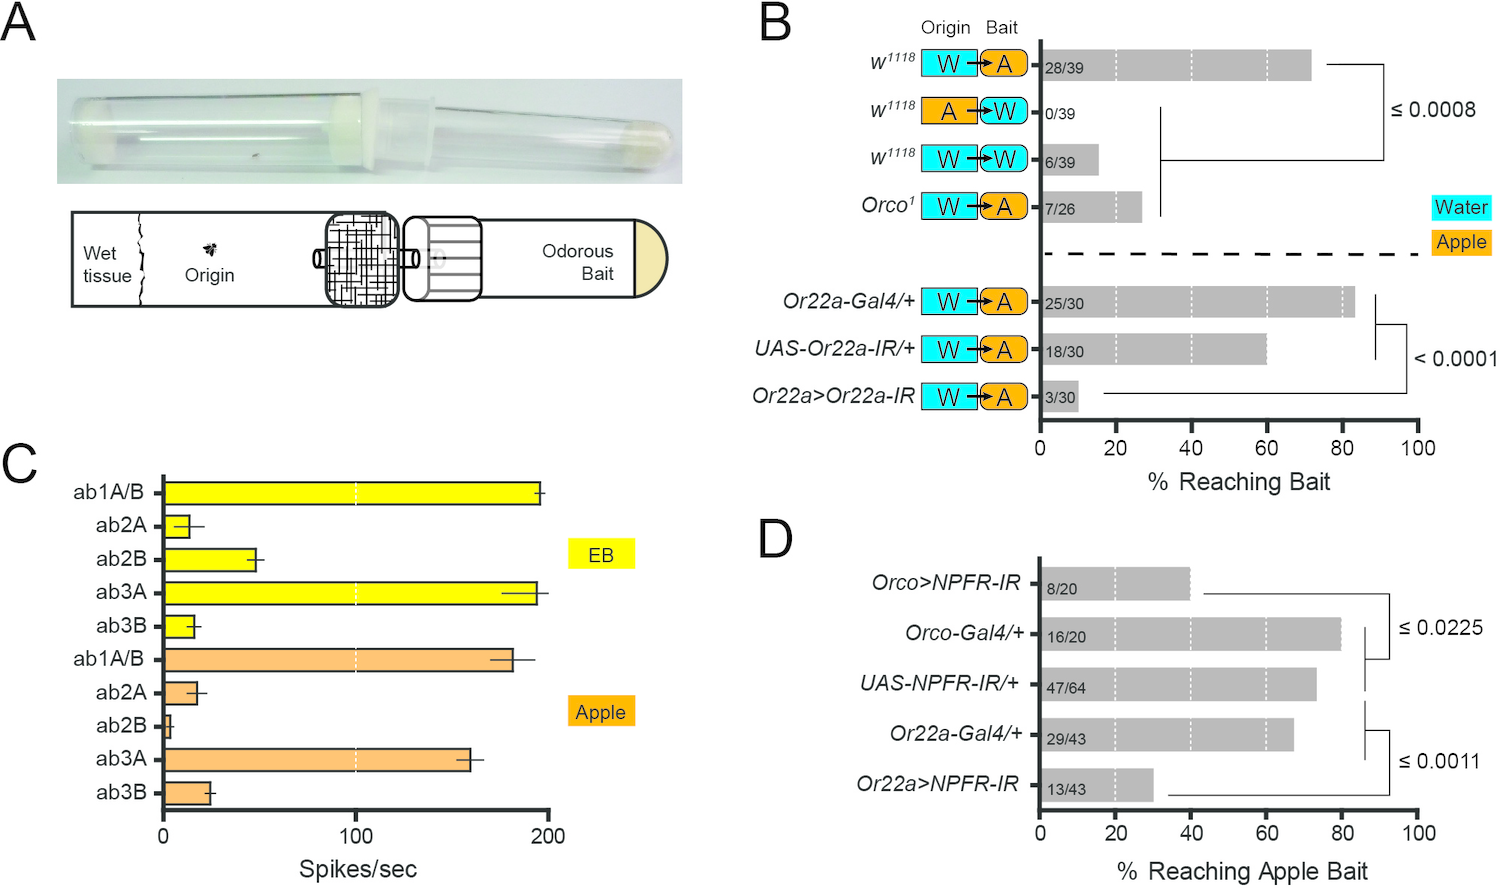 A
Wet
tissue
Origin
Odorous
Bait
B
Origin Bait
w1118 W A 28/39
w1118 A W 0/39
w1118 W W 6/39
Orco1 W A 7/26
≤ 0.0008
Water
Apple
Or22a-Gal4/+ W A 25/30
UAS-Or22a-IR/+ W A 18/30
Or22a>Or22a-IR W A 3/30
< 0.0001
0 20 40 60 80 100
% Reaching Bait
C
ab1A/B
ab2A
ab2B
ab3A
ab3B
EB
ab1A/B
ab2A
ab2B
ab3A
ab3B
Apple
0 100 200
Spikes/sec
D
Orco>NPFR-IR 8/20
Orco-Gal4/+ 16/20
UAS-NPFR-IR/+ 47/64
Or22a-Gal4/+ 29/43
Or22a>NPFR-IR 13/43
≤ 0.0225
≤ 0.0011
0 20 40 60 80 100
% Reaching Apple Bait